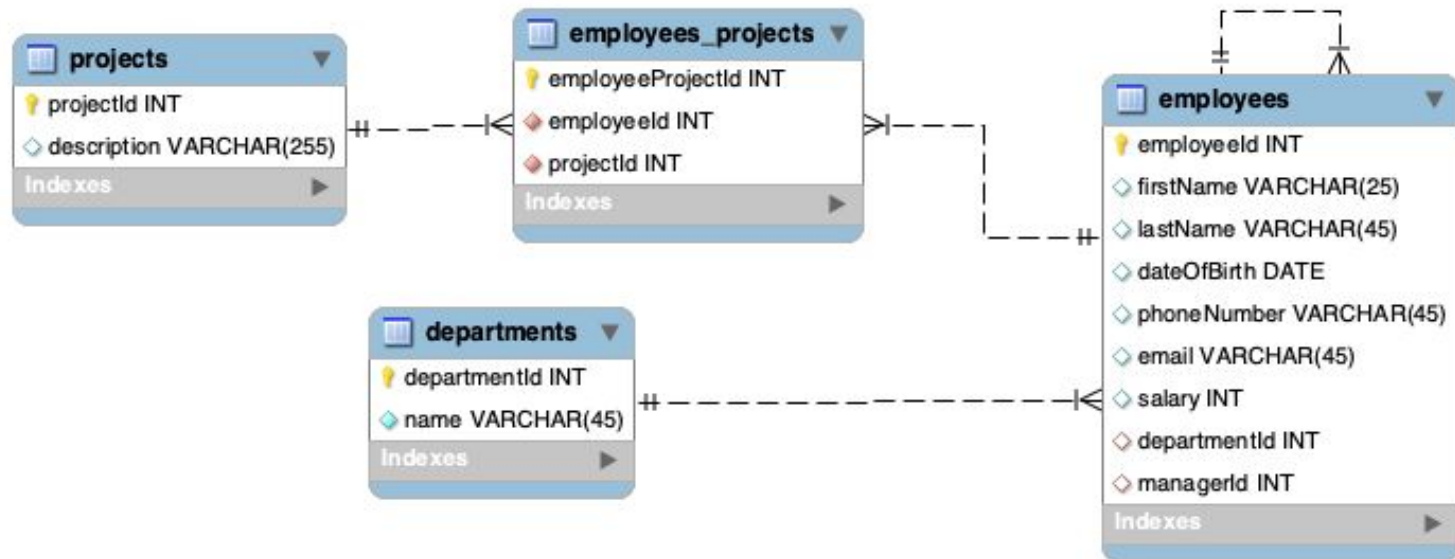 projects
projectId INT
description VARCHAR(255)
Indexes
employees_projects
employeeProjectId INT
employeeId INT
projectId INT
Indexes
departments
departmentId INT
name VARCHAR(45)
Indexes
employees
employeeId INT
firstName VARCHAR(25)
lastName VARCHAR(45)
dateOfBirth DATE
phoneNumber VARCHAR(45)
email VARCHAR(45)
salary INT
departmentId INT
managerId INT
Indexes